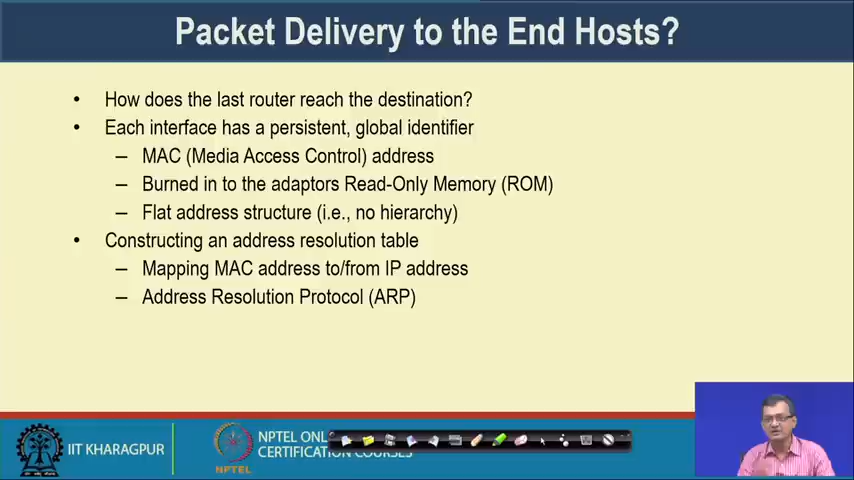 Packet Delivery to the End Hosts?
• How does the last router reach the destination?
• Each interface has a persistent, global identifier
– MAC (Media Access Control) address
– Burned in to the adaptors Read-Only Memory (ROM)
– Flat address structure (i.e., no hierarchy)
• Constructing an address resolution table
– Mapping MAC address to/from IP address
– Address Resolution Protocol (ARP)
IIT KHARAGPUR
NPTEL
NPTEL ONL
CERTIFICATION COURSES